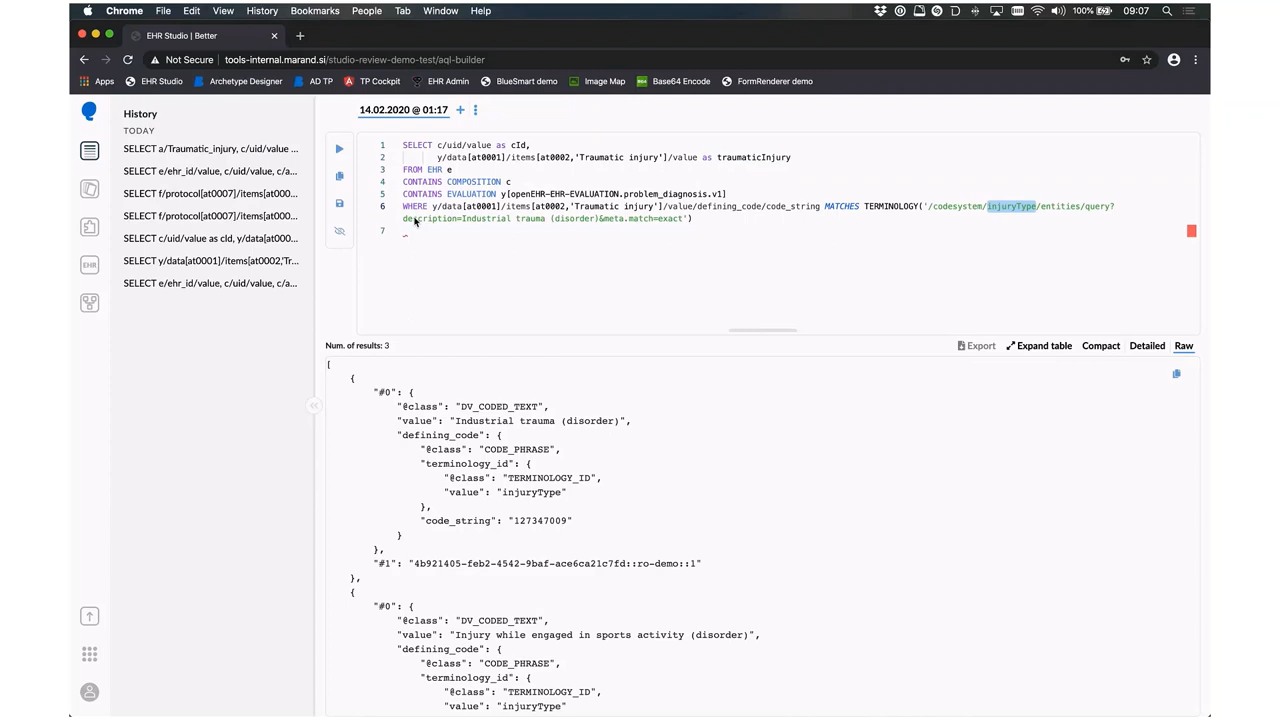 Chrome File Edit View History Bookmarks People Tab Window Help 100% 09:07
EHR Studio | Better
Not Secure tools-internal.marand.si/studio-review-demo-test/aql-builder
Apps EHR Studio Archetype Designer AD TP TP Cockpit EHR Admin BlueSmart demo Image Map Base64 Encode FormRenderer demo
History
TODAY
SELECT a/Traumatic_injury, c/uid/value ...
SELECT e/ehr_id/value, c/uid/value, c/a...
SELECT f/protocol[at0007]/items[at000...
SELECT f/protocol[at0007]/items[at000...
SELECT c/uid/value as cId, y/data[at000...
SELECT y/data[at0001]/items[at0002,'Tr...
SELECT e/ehr_id/value, c/uid/value, c/a...
EHR
14.02.2020 @ 01:17
1 SELECT c/uid/value as cId,
2 y/data[at0001]/items[at0002,'Traumatic injury']/value as traumaticInjury
3 FROM EHR e
4 CONTAINS COMPOSITION c
5 CONTAINS EVALUATION y[openEHR-EHR-EVALUATION.problem_diagnosis.v1]
6 WHERE y/data[at0001]/items[at0002,'Traumatic injury']/value/defining_code/code_string MATCHES TERMINOLOGY('/codesystem/injuryType/entities/query?
description=Industrial trauma (disorder)&meta.match=exact')
7
Num. of results: 3
Export Expand table Compact Detailed Raw
[
{
"#0": {
"@class": "DV_CODED_TEXT",
"value": "Industrial trauma (disorder)",
"defining_code": {
"@class": "CODE_PHRASE",
"terminology_id": {
"@class": "TERMINOLOGY_ID",
"value": "injuryType"
},
"code_string": "127347009"
}
},
"#1": "4b921405-feb2-4542-9baf-ace6ca21c7fd::ro-demo::1"
},
{
"#0": {
"@class": "DV_CODED_TEXT",
"value": "Injury while engaged in sports activity (disorder)",
"defining_code": {
"@class": "CODE_PHRASE",
"terminology_id": {
"@class": "TERMINOLOGY_ID",
"value": "injuryType"